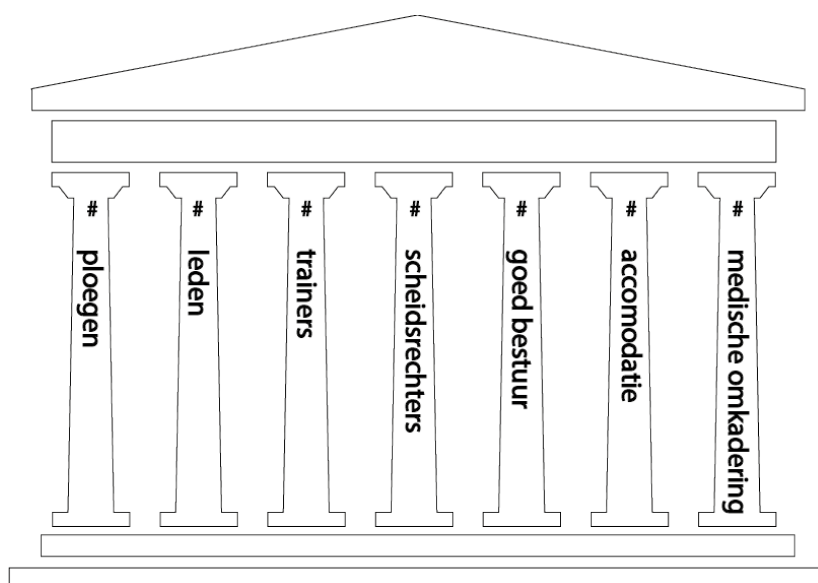 # ploegen
# leden
# trainers
# scheidsrechters
# goed bestuur
# accomodatie
# medische omkadering